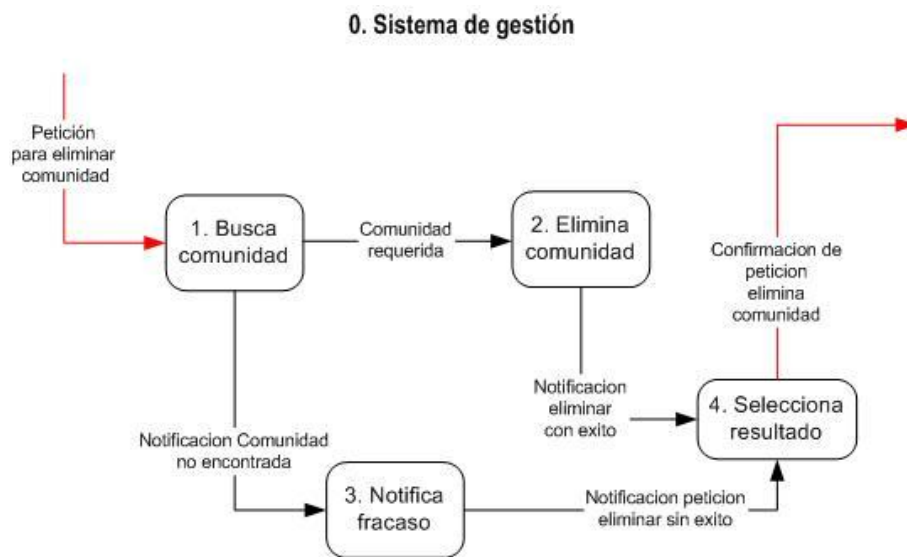 0. Sistema de gestión
Petición
para eliminar
comunidad
1. Busca
comunidad
Comunidad
requerida
2. Elimina
comunidad
Confirmacion de
peticion
elimina
comunidad
Notificacion
eliminar
con exito
4. Selecciona
resultado
Notificacion Comunidad
no encontrada
3. Notifica
fracaso
Notificacion peticion
eliminar sin exito